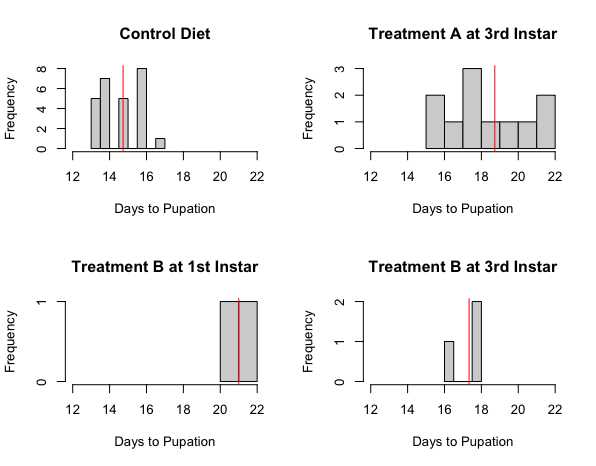 Control Diet
Frequency
0 2 4 6 8
12 14 16 18 20 22
Days to Pupation
Treatment A at 3rd Instar
Frequency
0 1 2 3
12 14 16 18 20 22
Days to Pupation
Treatment B at 1st Instar
Frequency
0 1
12 14 16 18 20 22
Days to Pupation
Treatment B at 3rd Instar
Frequency
0 1 2
12 14 16 18 20 22
Days to Pupation